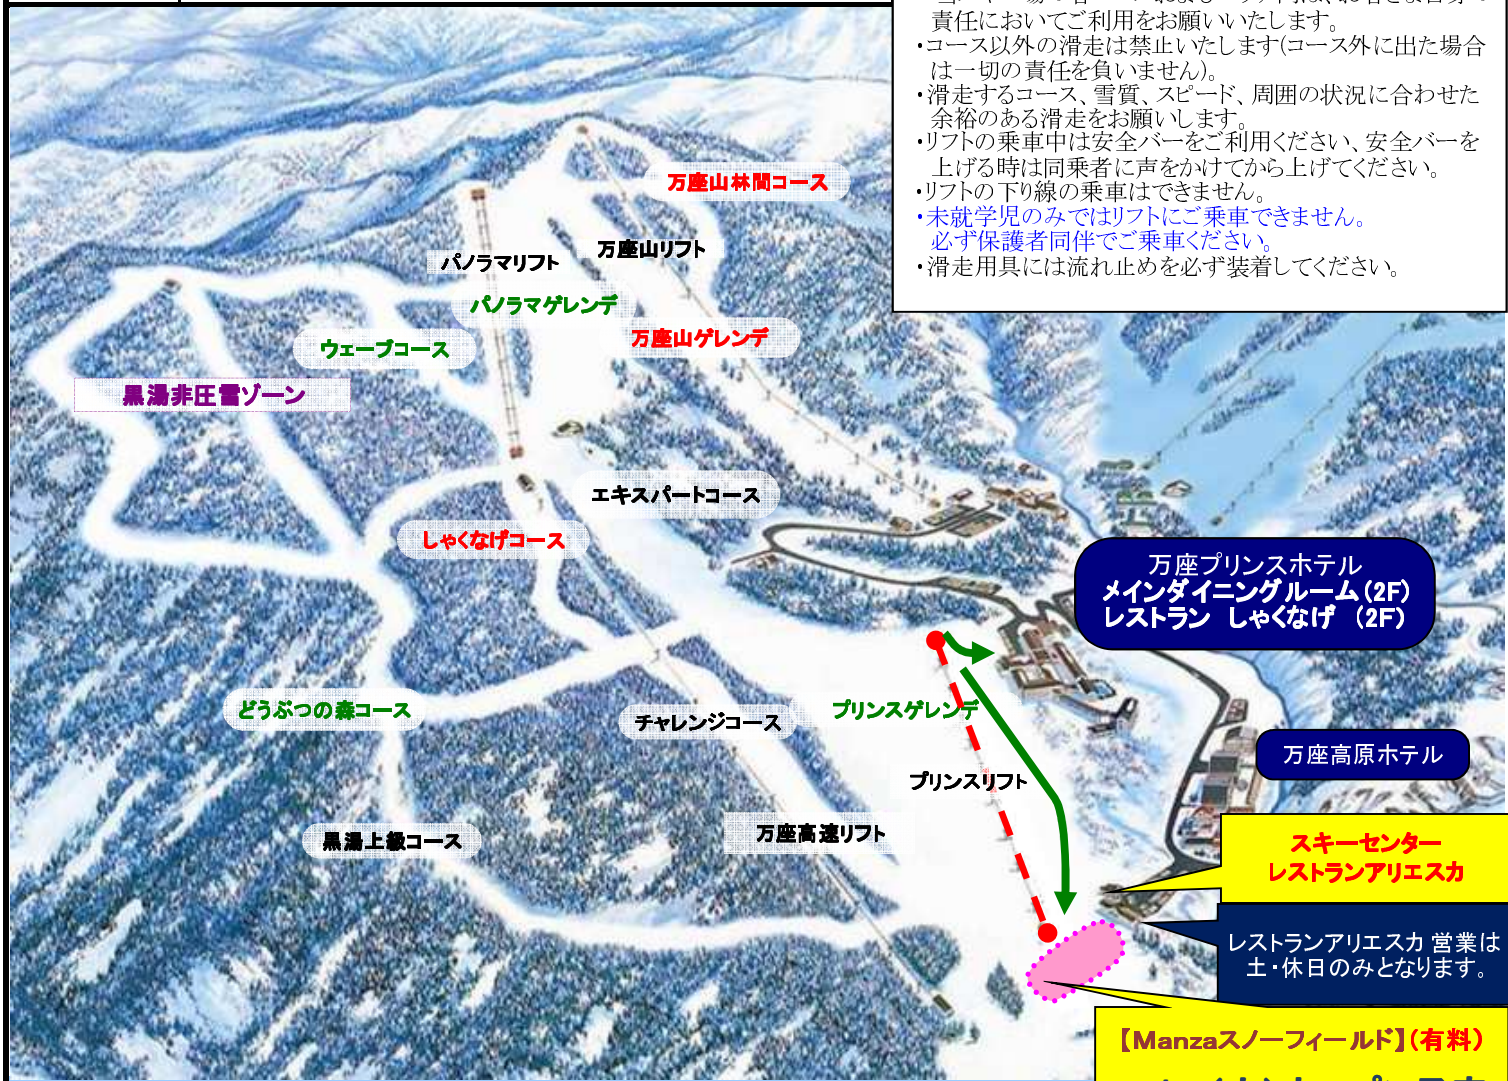 責任においてご利用をお願いいたします。
・コース以外の滑走は禁止いたします(コース外に出た場合
は一切の責任を負いません)。
・滑走するコース、雪質、スピード、周囲の状況に合わせた
余裕のある滑走をお願いします。
・リフトの乗車中は安全バーをご利用ください、安全バーを
上げる時は同乗者に声をかけてから上げてください。
・リフトの下り線の乗車はできません。
・未就学児のみではリフトにご乗車できません。
必ず保護者同伴でご乗車ください。
・滑走用具には流れ止めを必ず装着してください。
万座山林間コース
万座山リフト
パノラマリフト
パノラマゲレンデ
万座山ゲレンデ
ウェーブコース
黒湯非圧雪ゾーン
エキスパートコース
しゃくなげコース
万座プリンスホテル
メインダイニングルーム(2F)
レストラン しゃくなげ (2F)
どうぶつの森コース
チャレンジコース
プリンスゲレンデ
万座高原ホテル
プリンスリフト
黒湯上級コース
万座高速リフト
スキーセンター
レストランアリエスカ
レストランアリエスカ 営業は
土・休日のみとなります。
【Manzaスノーフィールド】(有料)